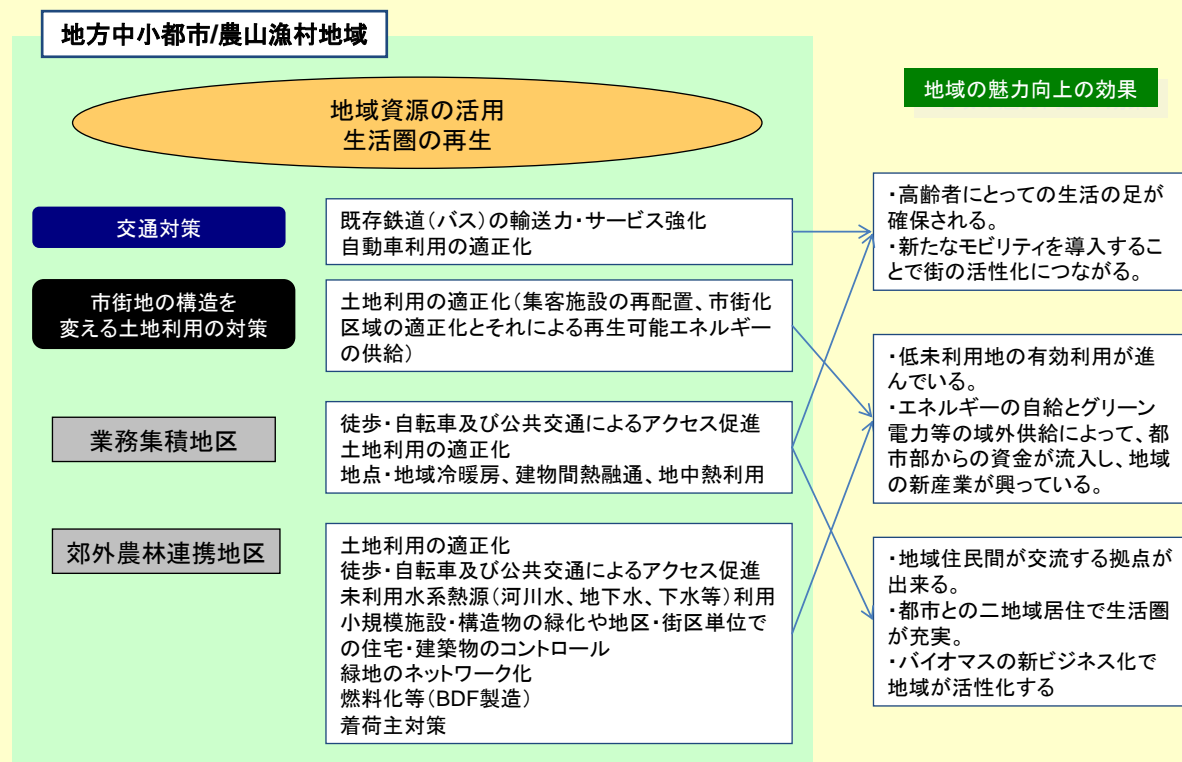 地方中小都市/農山漁村地域
地域資源の活用
生活圏の再生
地域の魅力向上の効果
交通対策
既存鉄道(バス)の輸送力・サービス強化
自動車利用の適正化
市街地の構造を
変える土地利用の対策
土地利用の適正化(集客施設の再配置、市街化
区域の適正化とそれによる再生可能エネルギー
の供給)
業務集積地区
徒歩・自転車及び公共交通によるアクセス促進
土地利用の適正化
地点・地域冷暖房、建物間熱融通、地中熱利用
郊外農林連携地区
土地利用の適正化
徒歩・自転車及び公共交通によるアクセス促進
未利用水系熱源(河川水、地下水、下水等)利用
小規模施設・構造物の緑化や地区・街区単位で
の住宅・建築物のコントロール
緑地のネットワーク化
燃料化等(BDF製造)
着荷主対策
・高齢者にとっての生活の足が
確保される。
・新たなモビリティを導入するこ
とで街の活性化につながる。
・低未利用地の有効利用が進
んでいる。
・エネルギーの自給とグリーン
電力等の域外供給によって、都
市部からの資金が流入し、地域
の新産業が興っている。
・地域住民間が交流する拠点が
出来る。
・都市との二地域居住で生活圏
が充実。
・バイオマスの新ビジネス化で
地域が活性化する